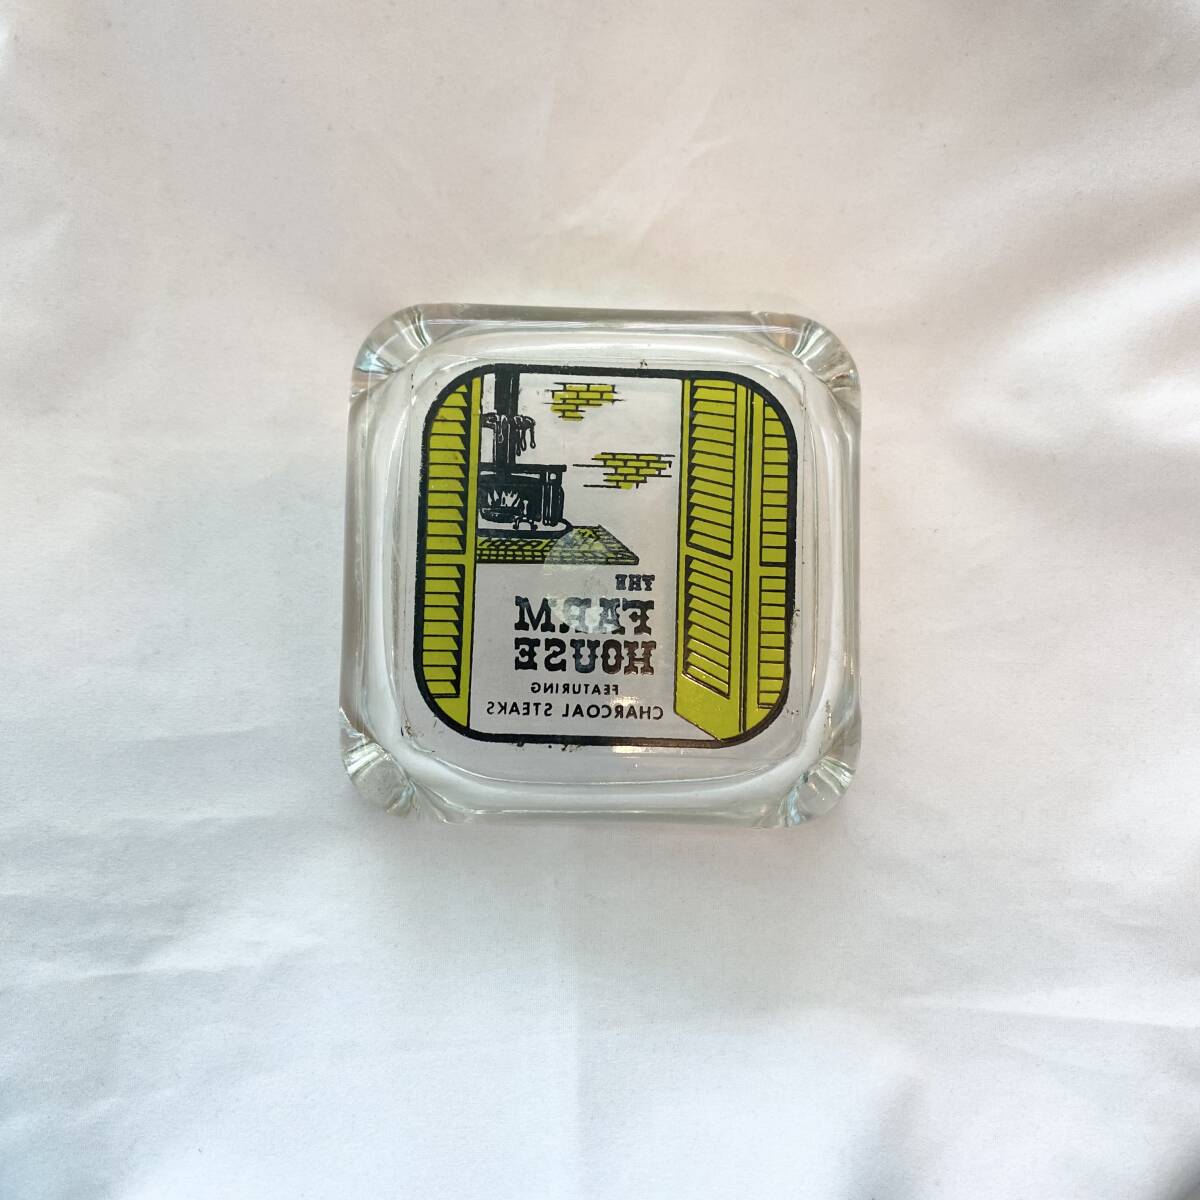 THE
FARM
HOUSE
FEATURING
CHARCOAL STEAKS